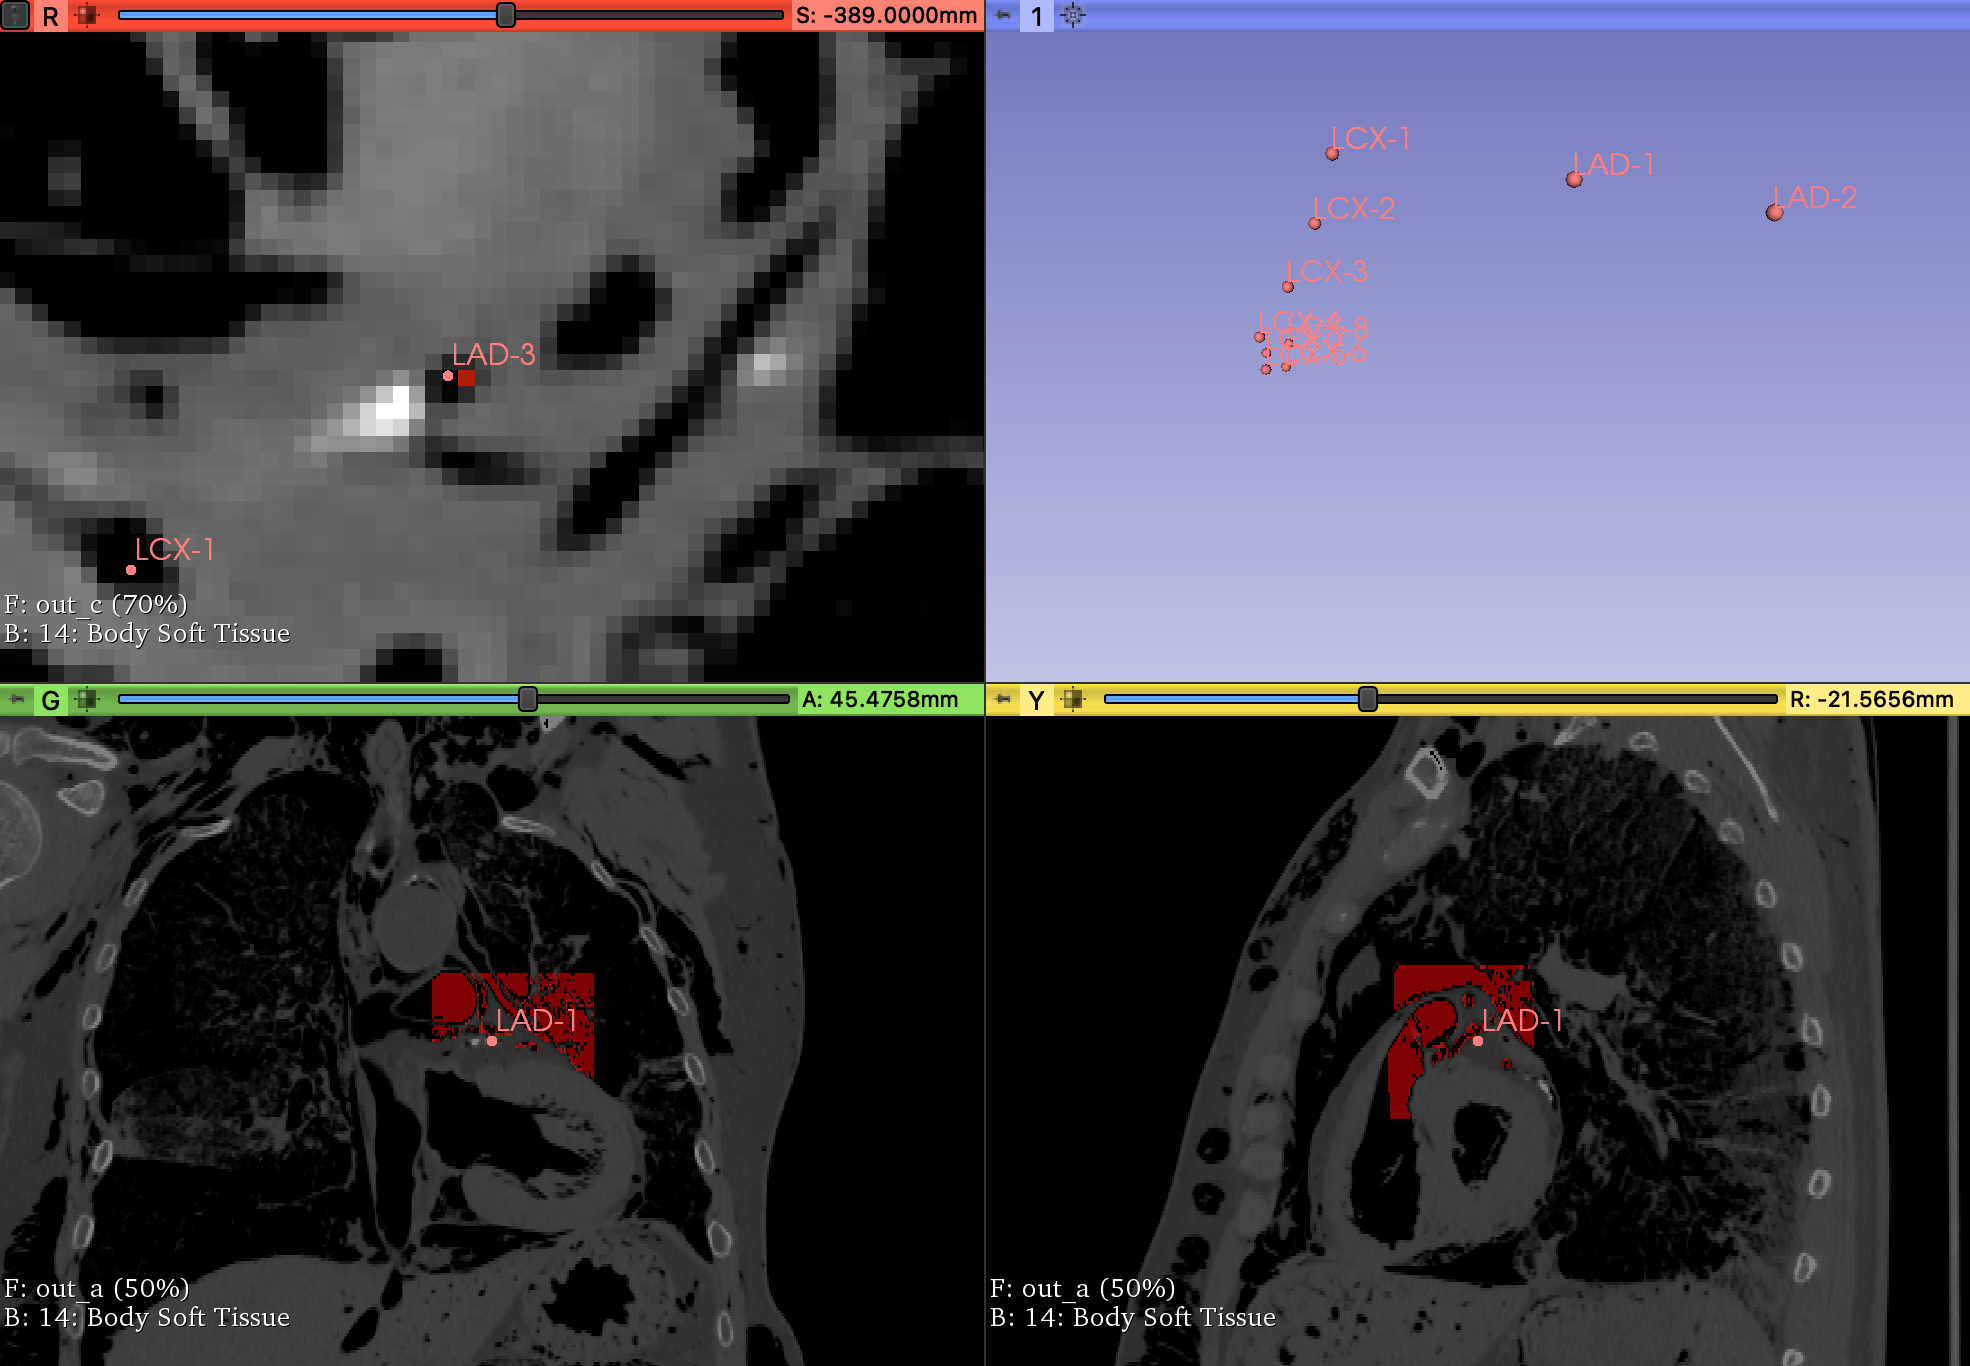 R
S: -389.0000mm
LAD-3
LCX-1
F: out_c (70%)
B: 14: Body Soft Tissue
1
LCX-1
LAD-1
LAD-2
LCX-2
LCX-3
G
A: 45.4758mm
LAD-1
F: out_a (50%)
B: 14: Body Soft Tissue
Y
R: -21.5656mm
LAD-1
F: out_a (50%)
B: 14: Body Soft Tissue